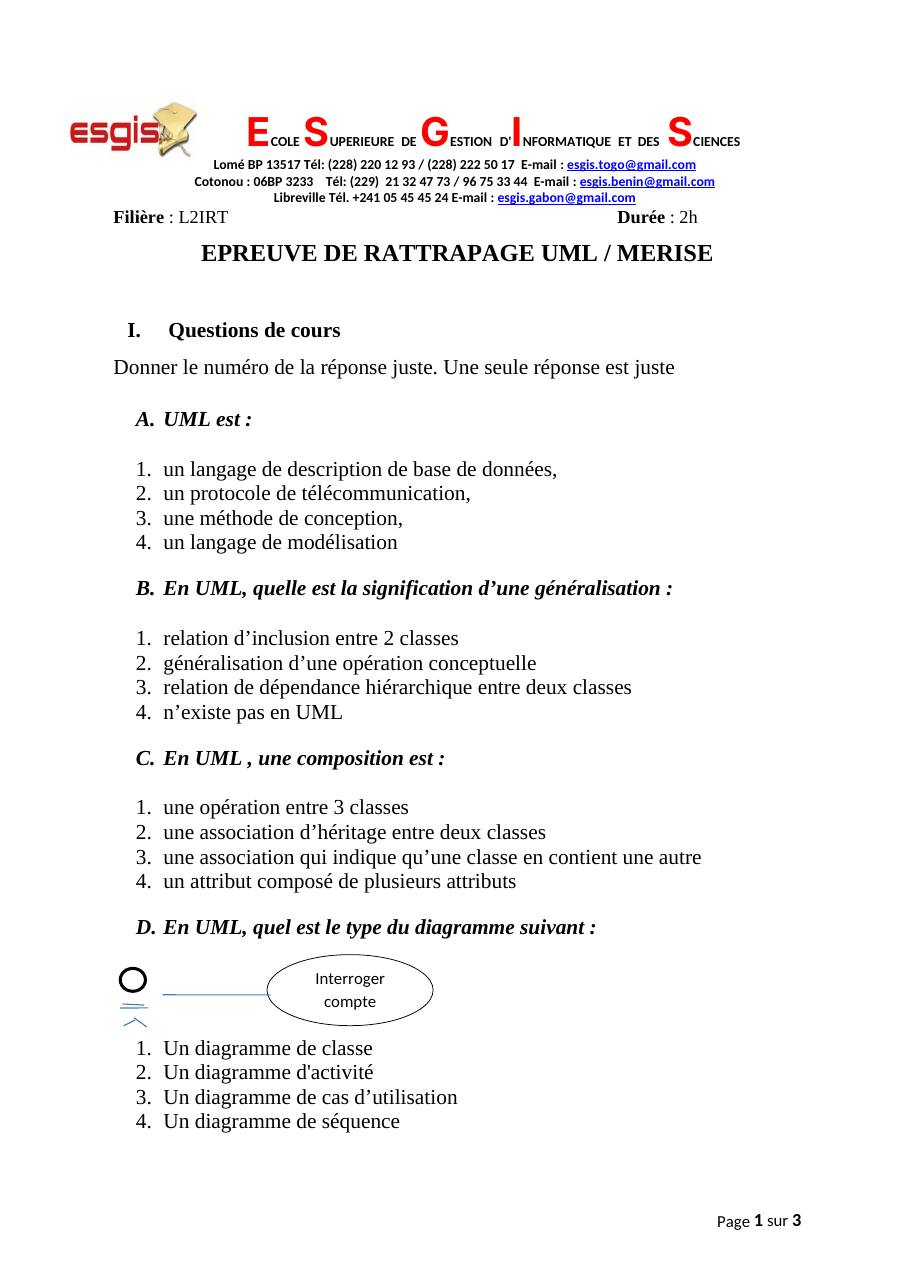 esgis
ECOLE SUPERIEURE DE GESTION D'INFORMATIQUE ET DES SCIENCES
Lomé BP 13517 Tél: (228) 220 12 93 / (228) 222 50 17 E-mail : esgis.togo@gmail.com
Cotonou : 06BP 3233 Tél: (229) 21 32 47 73 / 96 75 33 44 E-mail : esgis.benin@gmail.com
Libreville Tél. +241 05 45 45 24 E-mail : esgis.gabon@gmail.com
Filière : L2IRT Durée : 2h
EPREUVE DE RATTRAPAGE UML / MERISE
I. Questions de cours
Donner le numéro de la réponse juste. Une seule réponse est juste
A. UML est :
1. un langage de description de base de données,
2. un protocole de télécommunication,
3. une méthode de conception,
4. un langage de modélisation
B. En UML, quelle est la signification d’une généralisation :
1. relation d’inclusion entre 2 classes
2. généralisation d’une opération conceptuelle
3. relation de dépendance hiérarchique entre deux classes
4. n’existe pas en UML
C. En UML , une composition est :
1. une opération entre 3 classes
2. une association d’héritage entre deux classes
3. une association qui indique qu’une classe en contient une autre
4. un attribut composé de plusieurs attributs
D. En UML, quel est le type du diagramme suivant :
Interroger
compte
1. Un diagramme de classe
2. Un diagramme d'activité
3. Un diagramme de cas d’utilisation
4. Un diagramme de séquence
Page 1 sur 3